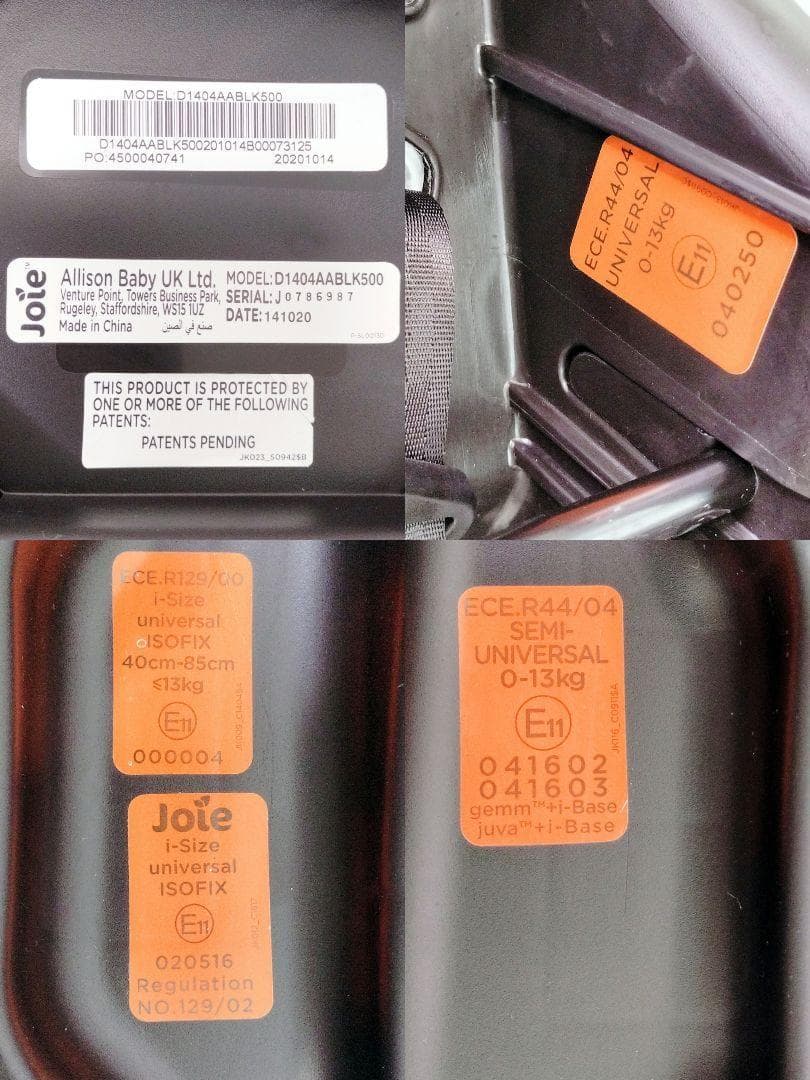 MODEL:D1404AABLK500
D1404AABLK500201014B00073125
PO:4500040741 20201014
Joie™
Allison Baby UK Ltd.
Venture Point, Towers Business Park,
Rugeley, Staffordshire, WS15 1UZ
Made in China صنع في الصين
MODEL:D1404AABLK500
SERIAL:J0786987
DATE:141020
THIS PRODUCT IS PROTECTED BY
ONE OR MORE OF THE FOLLOWING
PATENTS:
PATENTS PENDING
JK023_S0942$B
ECE.R44/04
UNIVERSAL
0-13kg
E11
040250
ECE.R129/00
i-Size
universal
ISOFIX
40cm-85cm
≤13kg
E11
000004
Joie
i-Size
universal
ISOFIX
E11
020516
Regulation
NO.129/02
ECE.R44/04
SEMI-
UNIVERSAL
0-13kg
E11
041602
041603
gemm™+i-Base
juva™+i-Base
JK016_C0911$A